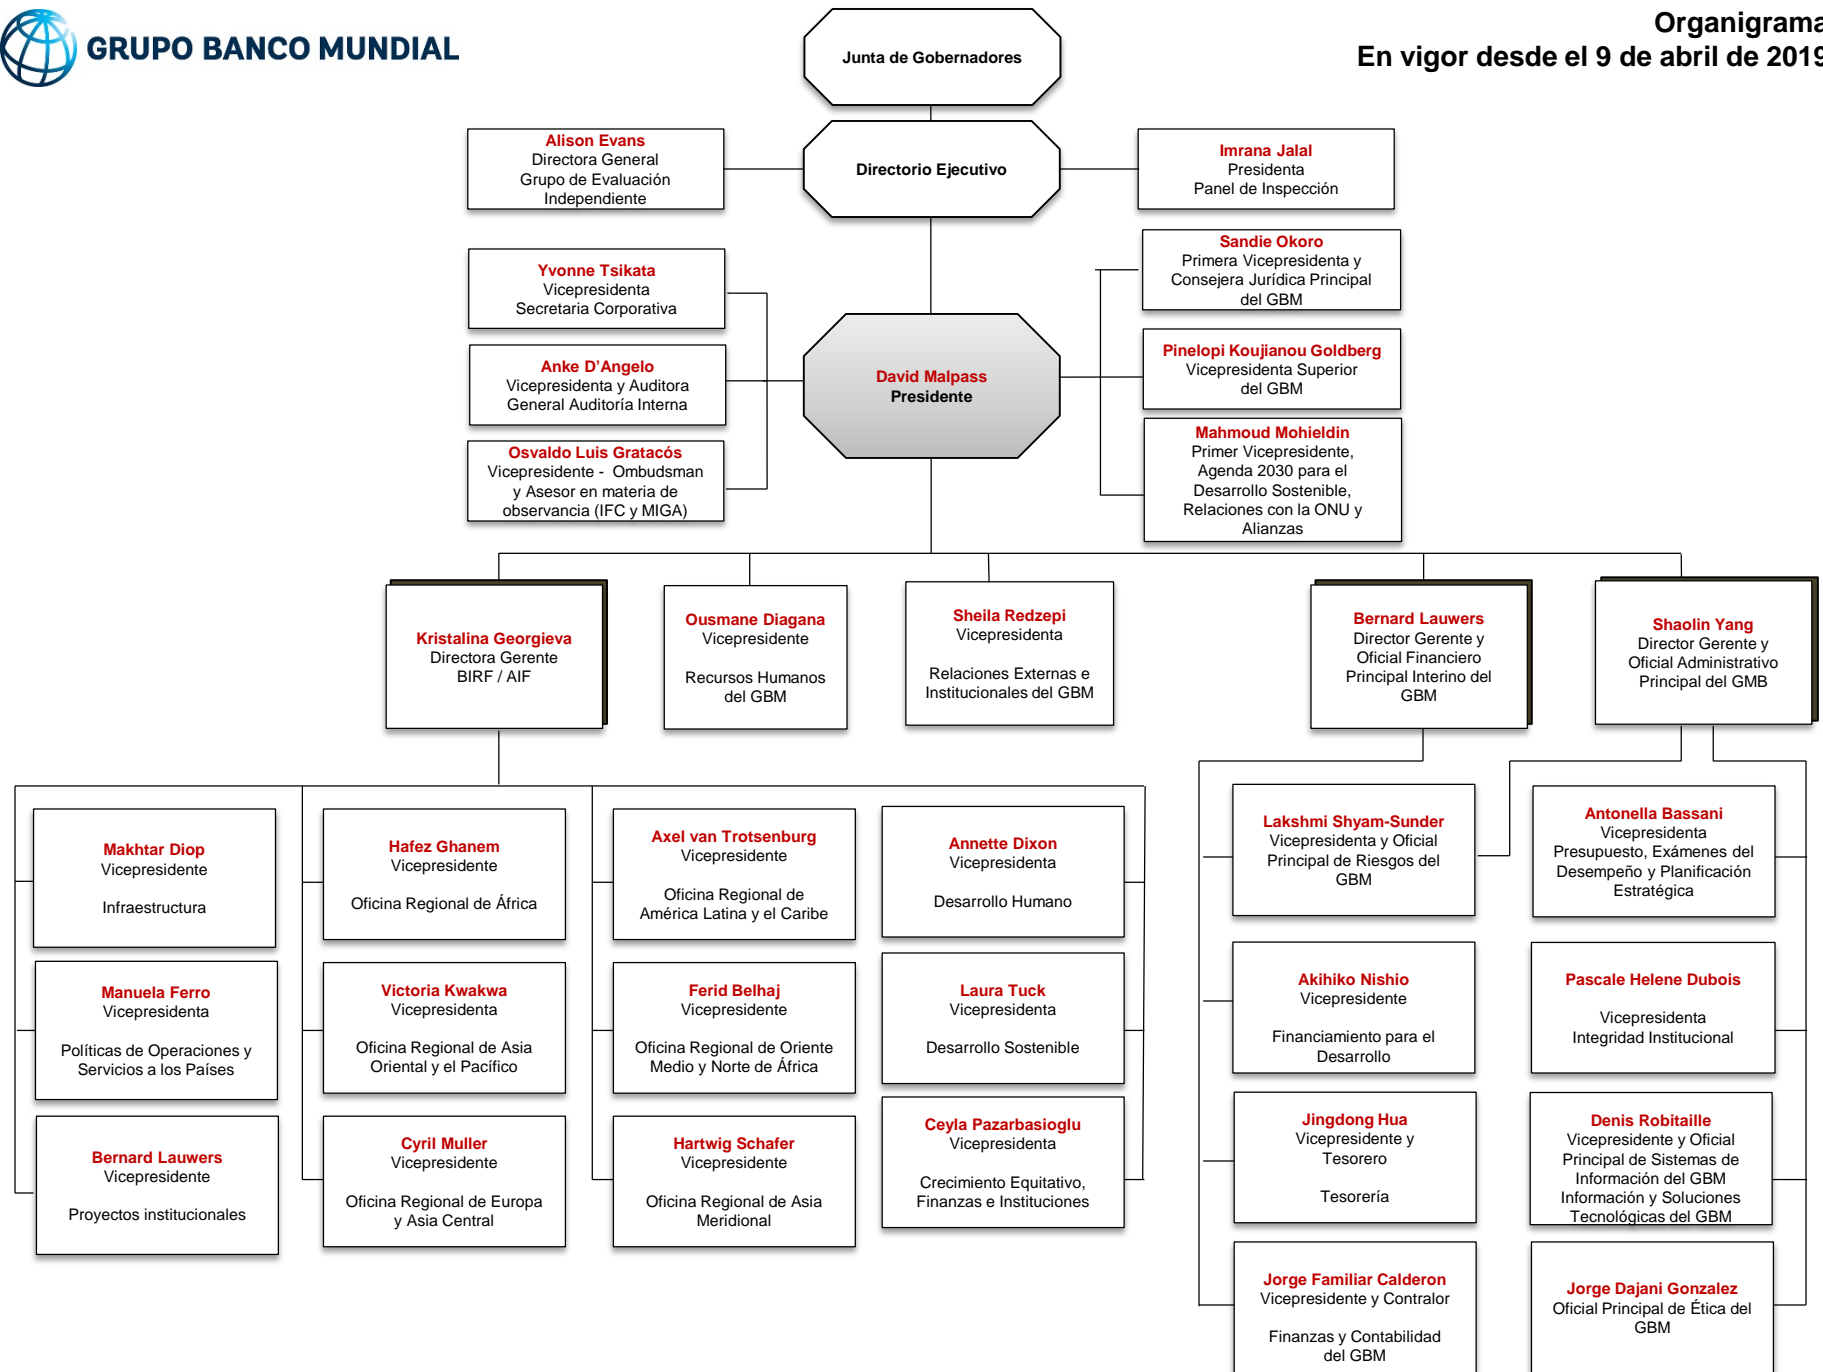 GRUPO BANCO MUNDIAL
Organigrama
En vigor desde el 9 de abril de 2019
Junta de Gobernadores
Alison Evans
Directora General
Grupo de Evaluación
Independiente
Directorio Ejecutivo
Imrana Jalal
Presidenta
Panel de Inspección
Yvonne Tsikata
Vicepresidenta
Secretaria Corporativa
Anke D’Angelo
Vicepresidenta y Auditora
General Auditoría Interna
Osvaldo Luis Gratacós
Vicepresidente - Ombudsman
y Asesor en materia de
observancia (IFC y MIGA)
David Malpass
Presidente
Sandie Okoro
Primera Vicepresidenta y
Consejera Jurídica Principal
del GBM
Pinelopi Koujianou Goldberg
Vicepresidenta Superior
del GBM
Mahmoud Mohieldin
Primer Vicepresidente,
Agenda 2030 para el
Desarrollo Sostenible,
Relaciones con la ONU y
Alianzas
Kristalina Georgieva
Directora Gerente
BIRF / AIF
Ousmane Diagana
Vicepresidente
Recursos Humanos
del GBM
Sheila Redzepi
Vicepresidenta
Relaciones Externas e
Institucionales del GBM
Bernard Lauwers
Director Gerente y
Oficial Financiero
Principal Interino del
GBM
Shaolin Yang
Director Gerente y
Oficial Administrativo
Principal del GMB
Makhtar Diop
Vicepresidente
Infraestructura
Hafez Ghanem
Vicepresidente
Oficina Regional de África
Axel van Trotsenburg
Vicepresidente
Oficina Regional de
América Latina y el Caribe
Annette Dixon
Vicepresidenta
Desarrollo Humano
Lakshmi Shyam-Sunder
Vicepresidenta y Oficial
Principal de Riesgos del
GBM
Antonella Bassani
Vicepresidenta
Presupuesto, Exámenes del
Desempeño y Planificación
Estratégica
Manuela Ferro
Vicepresidenta
Políticas de Operaciones y
Servicios a los Países
Victoria Kwakwa
Vicepresidenta
Oficina Regional de Asia
Oriental y el Pacífico
Ferid Belhaj
Vicepresidente
Oficina Regional de Oriente
Medio y Norte de África
Laura Tuck
Vicepresidenta
Desarrollo Sostenible
Akihiko Nishio
Vicepresidente
Financiamiento para el
Desarrollo
Pascale Helene Dubois
Vicepresidenta
Integridad Institucional
Bernard Lauwers
Vicepresidente
Proyectos institucionales
Cyril Muller
Vicepresidente
Oficina Regional de Europa
y Asia Central
Hartwig Schafer
Vicepresidente
Oficina Regional de Asia
Meridional
Ceyla Pazarbasioglu
Vicepresidenta
Crecimiento Equitativo,
Finanzas e Instituciones
Jingdong Hua
Vicepresidente y
Tesorero
Tesorería
Denis Robitaille
Vicepresidente y Oficial
Principal de Sistemas de
Información del GBM
Información y Soluciones
Tecnológicas del GBM
Jorge Familiar Calderon
Vicepresidente y Contralor
Finanzas y Contabilidad
del GBM
Jorge Dajani Gonzalez
Oficial Principal de Ética del
GBM